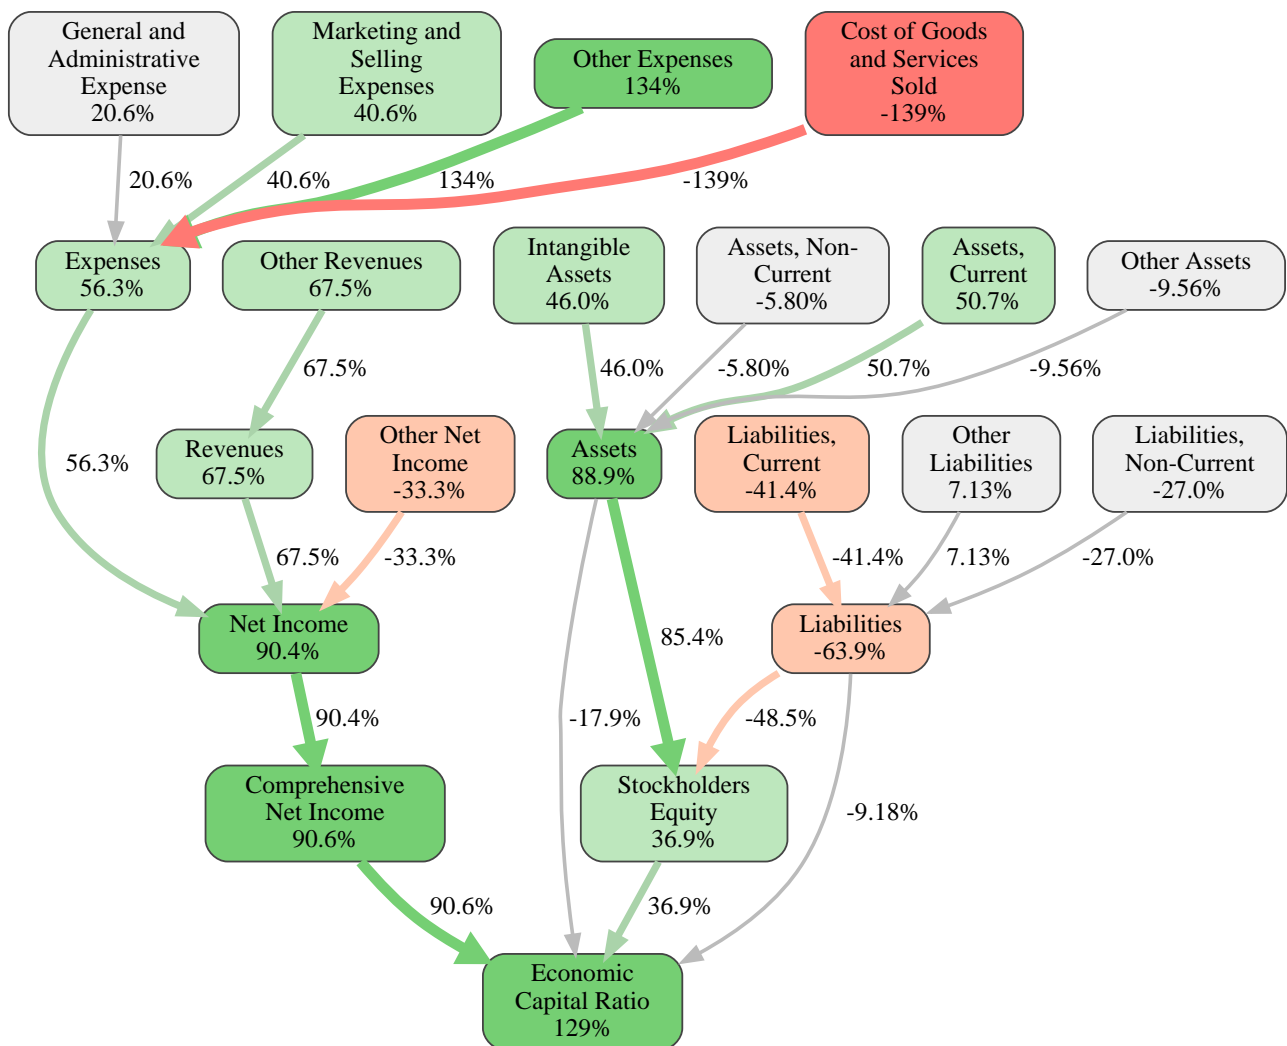 General and
Administrative
Expense
20.6%
Marketing and
Selling
Expenses
40.6%
Other Expenses
134%
Cost of Goods
and Services
Sold
-139%
20.6%
40.6%
134%
-139%
Expenses
56.3%
Other Revenues
67.5%
Intangible
Assets
46.0%
Assets, Non-
Current
-5.80%
Assets,
Current
50.7%
Other Assets
-9.56%
67.5%
46.0%
-5.80%
50.7%
-9.56%
56.3%
Revenues
67.5%
Other Net
Income
-33.3%
Assets
88.9%
Liabilities,
Current
-41.4%
Other
Liabilities
7.13%
Liabilities,
Non-Current
-27.0%
67.5%
-33.3%
-41.4%
7.13%
-27.0%
Net Income
90.4%
85.4%
Liabilities
-63.9%
90.4%
-17.9%
-48.5%
Comprehensive
Net Income
90.6%
Stockholders
Equity
36.9%
-9.18%
90.6%
36.9%
Economic
Capital Ratio
129%